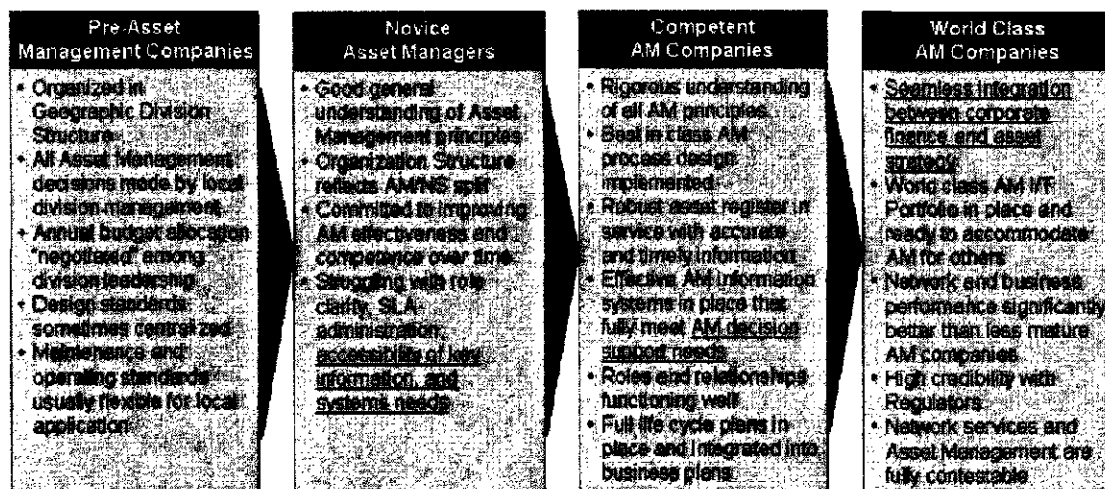 Pre-Asset
Management Companies
• Organized in
Geographic Division
Structure
• All Asset Management
decisions made by local
division management
• Annual budget allocation
"negotiated" among
division leadership
• Design standards
sometimes centralized
• Maintenance and
operating standards
usually flexible for local
application
Novice
Asset Managers
• Good general
understanding of Asset
Management principles
• Organization Structure
reflects AM/NS split
• Committed to improving
AM effectiveness and
competence over time
• Struggling with role
clarity, SLA
administration,
accessibility of key
information, and
systems needs
Competent
AM Companies
• Rigorous understanding
of all AM principles
• Best in class AM
process design
implemented
• Robust asset register in
service with accurate
and timely information
• Effective AM information
systems in place that
fully meet AM decision
support needs
• Roles and relationships
functioning well
• Full life cycle plans in
place and integrated into
business plans
World Class
AM Companies
• Seamless integration
between corporate
finance and asset
strategy
• World class AM I/T
Portfolio in place and
ready to accommodate
AM for others
• Network and business
performance significantly
better than less mature
AM companies
• High credibility with
Regulators
• Network services and
Asset Management are
fully contestable